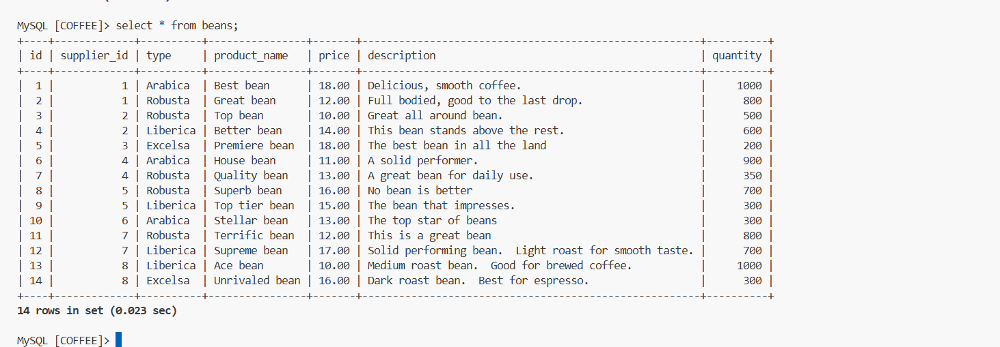 MySQL [COFFEE]> select * from beans;
+----+-------------+----------+----------------+-------+-------------------------------------------------------+----------+
| id | supplier_id | type     | product_name   | price | description                                           | quantity |
+----+-------------+----------+----------------+-------+-------------------------------------------------------+----------+
|  1 |           1 | Arabica  | Best bean      | 18.00 | Delicious, smooth coffee.                             |     1000 |
|  2 |           1 | Robusta  | Great bean     | 12.00 | Full bodied, good to the last drop.                   |      800 |
|  3 |           2 | Robusta  | Top bean       | 10.00 | Great all around bean.                                |      500 |
|  4 |           2 | Liberica | Better bean    | 14.00 | This bean stands above the rest.                      |      600 |
|  5 |           3 | Excelsa  | Premiere bean  | 18.00 | The best bean in all the land                         |      200 |
|  6 |           4 | Arabica  | House bean     | 11.00 | A solid performer.                                    |      900 |
|  7 |           4 | Robusta  | Quality bean   | 13.00 | A great bean for daily use.                           |      350 |
|  8 |           5 | Robusta  | Superb bean    | 16.00 | No bean is better                                     |      700 |
|  9 |           5 | Liberica | Top tier bean  | 15.00 | The bean that impresses.                              |      300 |
| 10 |           6 | Arabica  | Stellar bean   | 13.00 | The top star of beans                                 |      300 |
| 11 |           7 | Robusta  | Terrific bean  | 12.00 | This is a great bean                                  |      800 |
| 12 |           7 | Liberica | Supreme bean   | 17.00 | Solid performing bean.  Light roast for smooth taste. |      700 |
| 13 |           8 | Liberica | Ace bean       | 10.00 | Medium roast bean.  Good for brewed coffee.           |     1000 |
| 14 |           8 | Excelsa  | Unrivaled bean | 16.00 | Dark roast bean.  Best for espresso.                  |      300 |
+----+-------------+----------+----------------+-------+-------------------------------------------------------+----------+
14 rows in set (0.023 sec)
MySQL [COFFEE]>